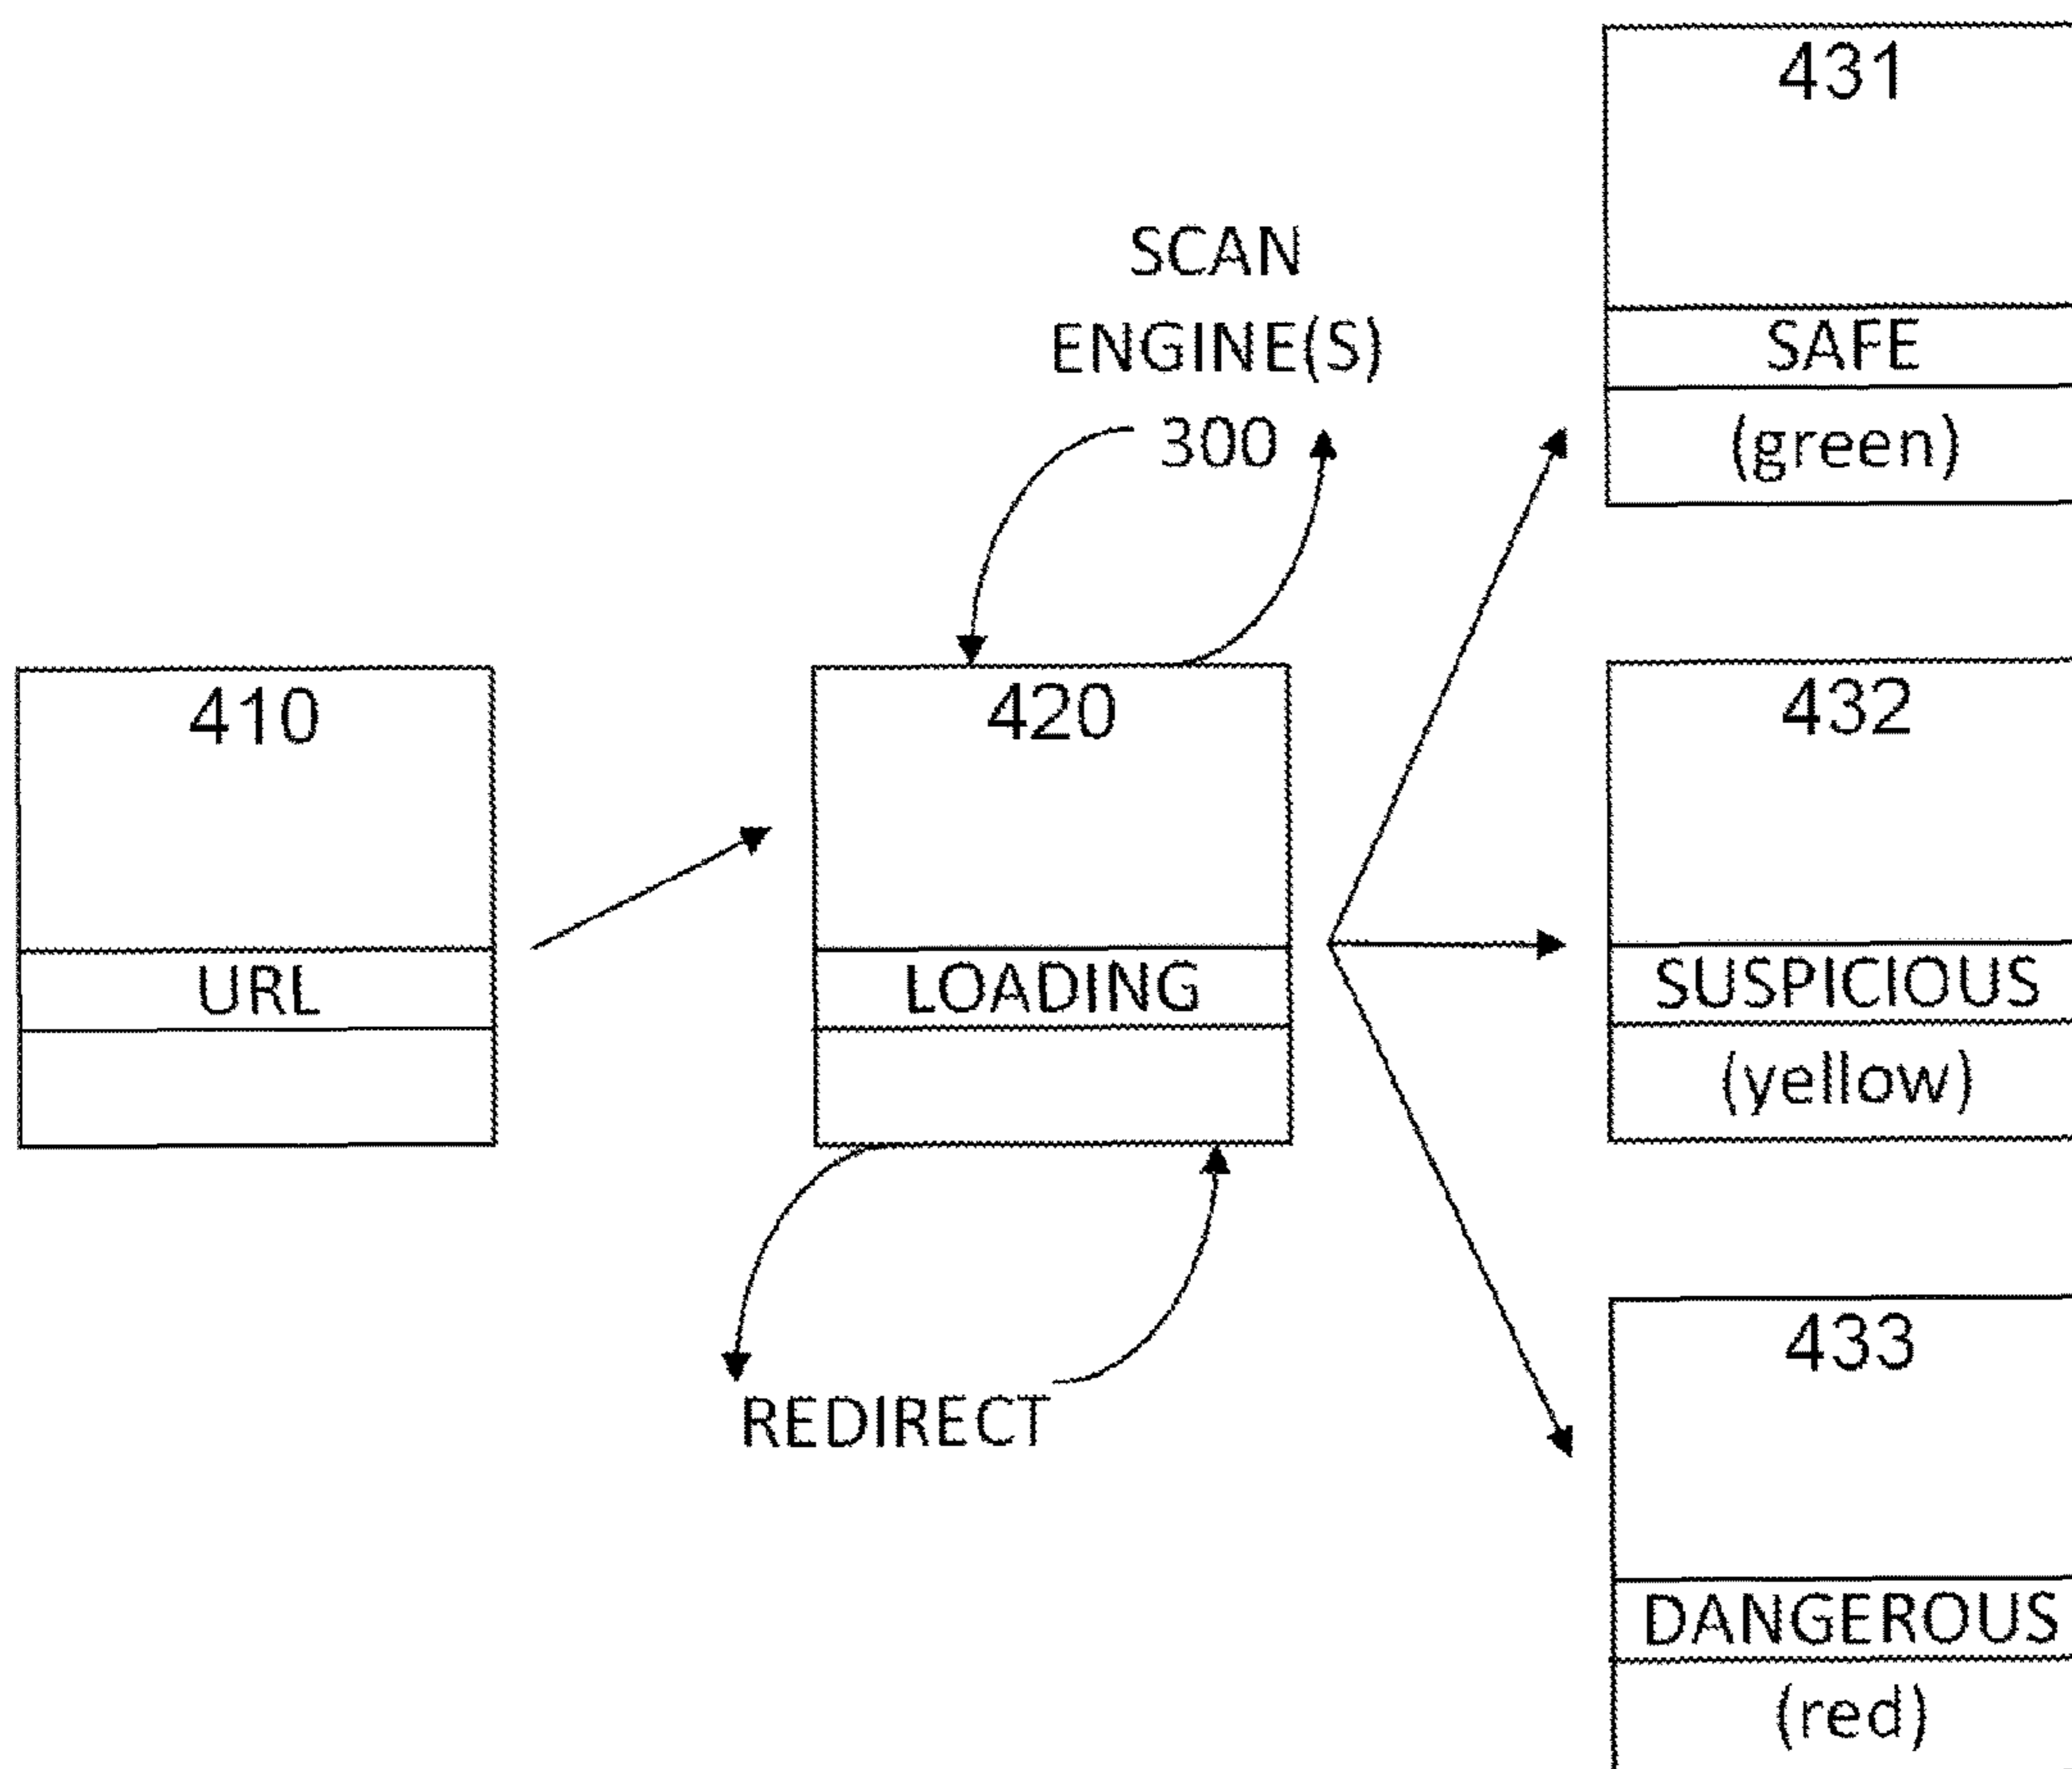 431
SAFE
(green)
SCAN
ENGINE(S)
300
410
URL
420
LOADING
432
SUSPICIOUS
(yellow)
REDIRECT
433
DANGEROUS
(red)